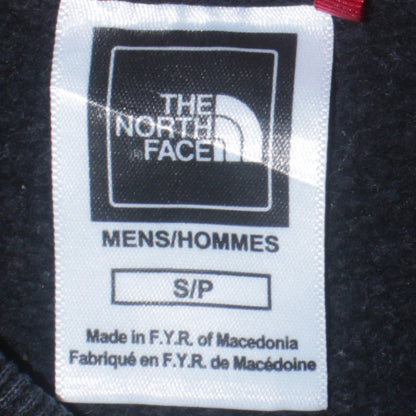 THE
NORTH
® FACE
MENS/HOMMES
S/P
Made in F.Y.R. of Macedonia
Fabriqué en F.Y.R. de Macédoine